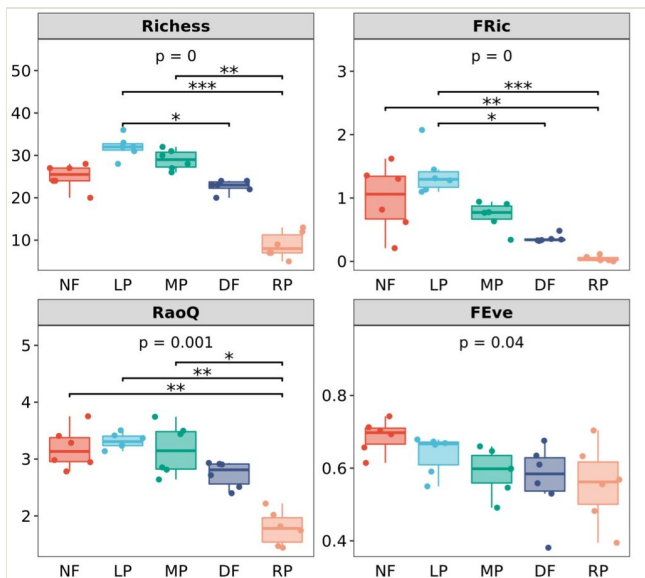 Richess
p = 0
**
***
*
50
40
30
20
10
NF LP MP DF RP
FRic
p = 0
***
**
*
3
2
1
0
NF LP MP DF RP
RaoQ
p = 0.001
*
**
**
5
4
3
2
NF LP MP DF RP
FEve
p = 0.04
0.8
0.6
0.4
NF LP MP DF RP